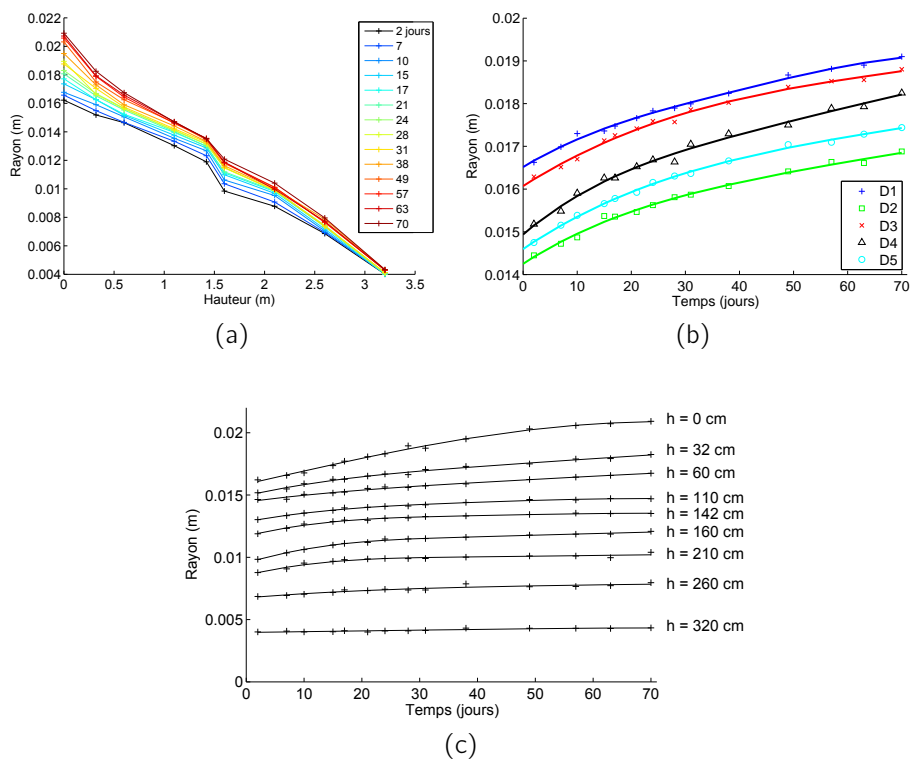 0.022
0.02
0.018
0.016
0.014
0.012
0.01
0.008
0.006
0.004
Rayon (m)
0 0.5 1 1.5 2 2.5 3 3.5
Hauteur (m)
2 jours
7
10
15
17
21
24
28
31
38
49
57
63
70
(a)
0.02
0.019
0.018
0.017
0.016
0.015
0.014
Rayon (m)
0 10 20 30 40 50 60 70
Temps (jours)
D1
D2
D3
D4
D5
(b)
0.02
0.015
0.01
0.005
0
Rayon (m)
0 10 20 30 40 50 60 70
Temps (jours)
h = 0 cm
h = 32 cm
h = 60 cm
h = 110 cm
h = 142 cm
h = 160 cm
h = 210 cm
h = 260 cm
h = 320 cm
(c)